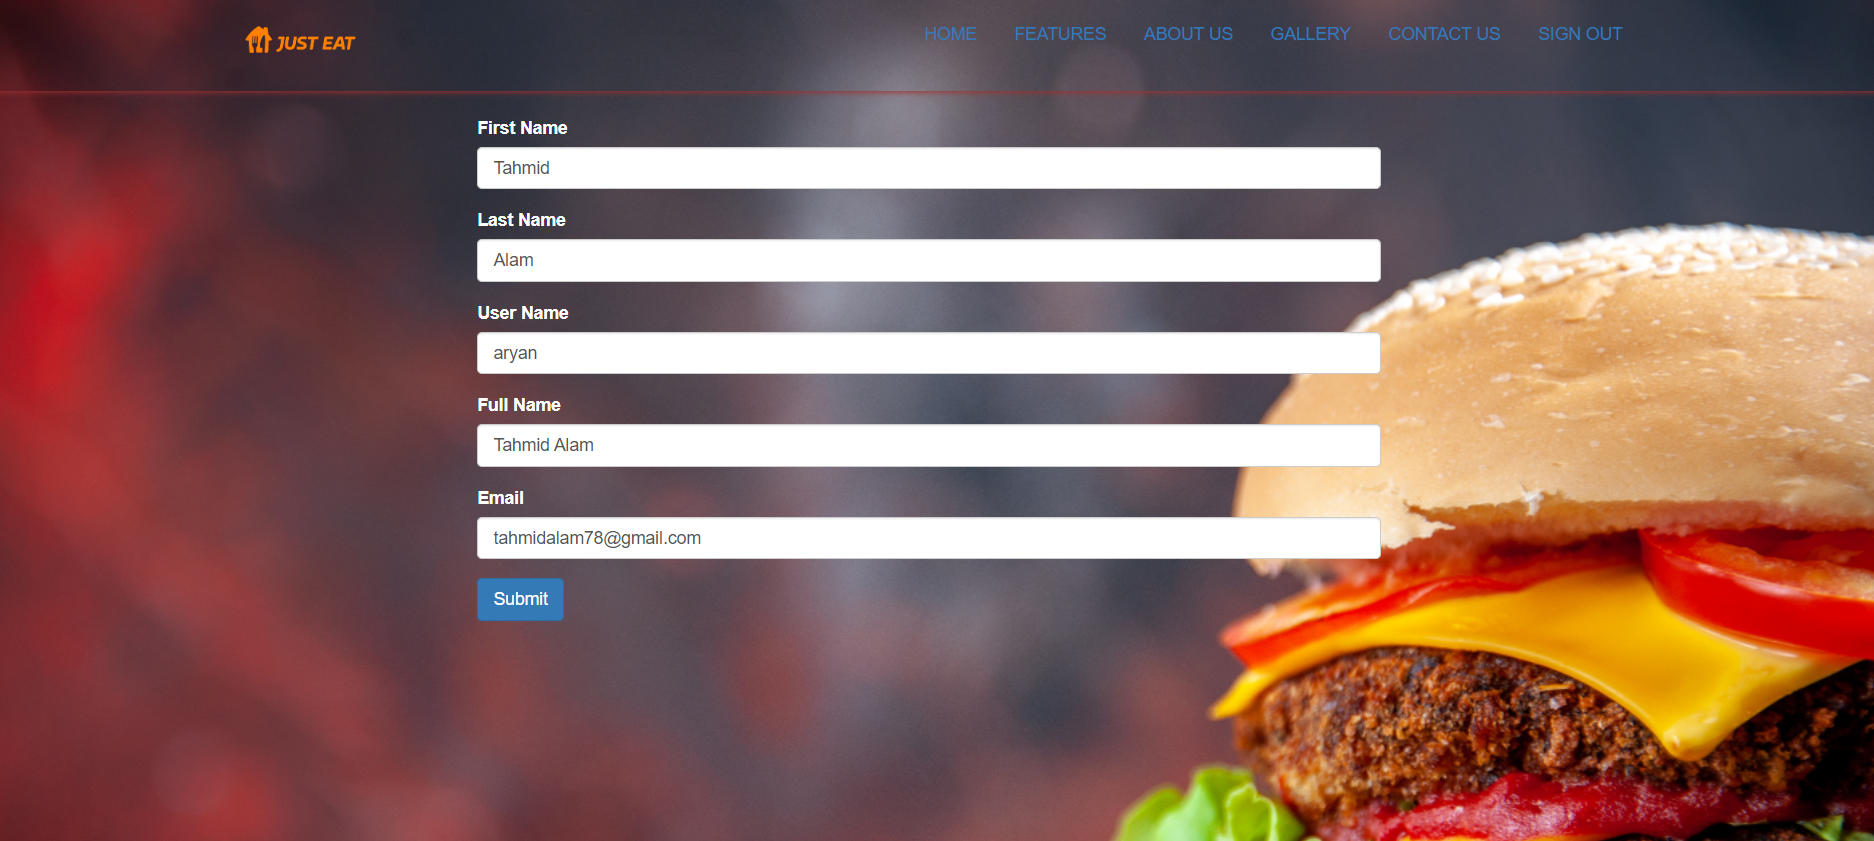 JUST EAT
HOME FEATURES ABOUT US GALLERY CONTACT US SIGN OUT
First Name
Tahmid
Last Name
Alam
User Name
aryan
Full Name
Tahmid Alam
Email
tahmidalam78@gmail.com
Submit